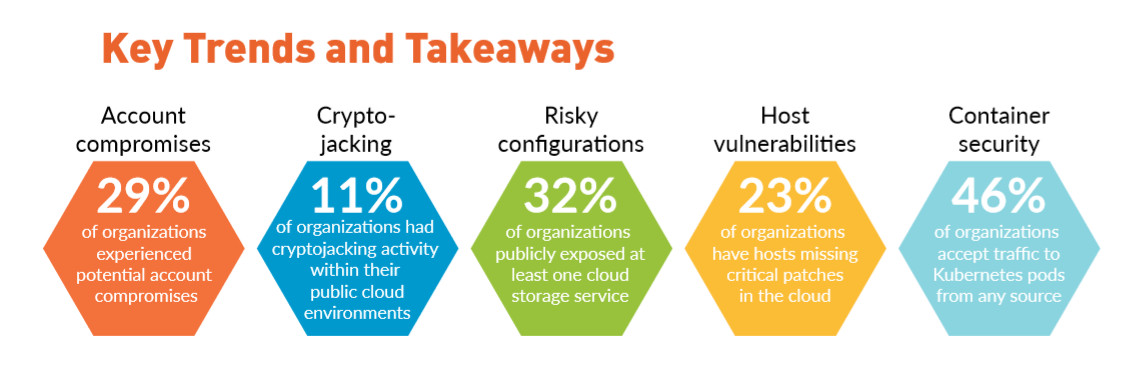 Key Trends and Takeaways
Account
compromises
29%
of organizations
experienced
potential account
compromises
Crypto-
jacking
11%
of organizations had
cryptojacking activity
within their
public cloud
environments
Risky
configurations
32%
of organizations
publicly exposed at
least one cloud
storage service
Host
vulnerabilities
23%
of organizations
have hosts missing
critical patches
in the cloud
Container
security
46%
of organizations
accept traffic to
Kubernetes pods
from any source